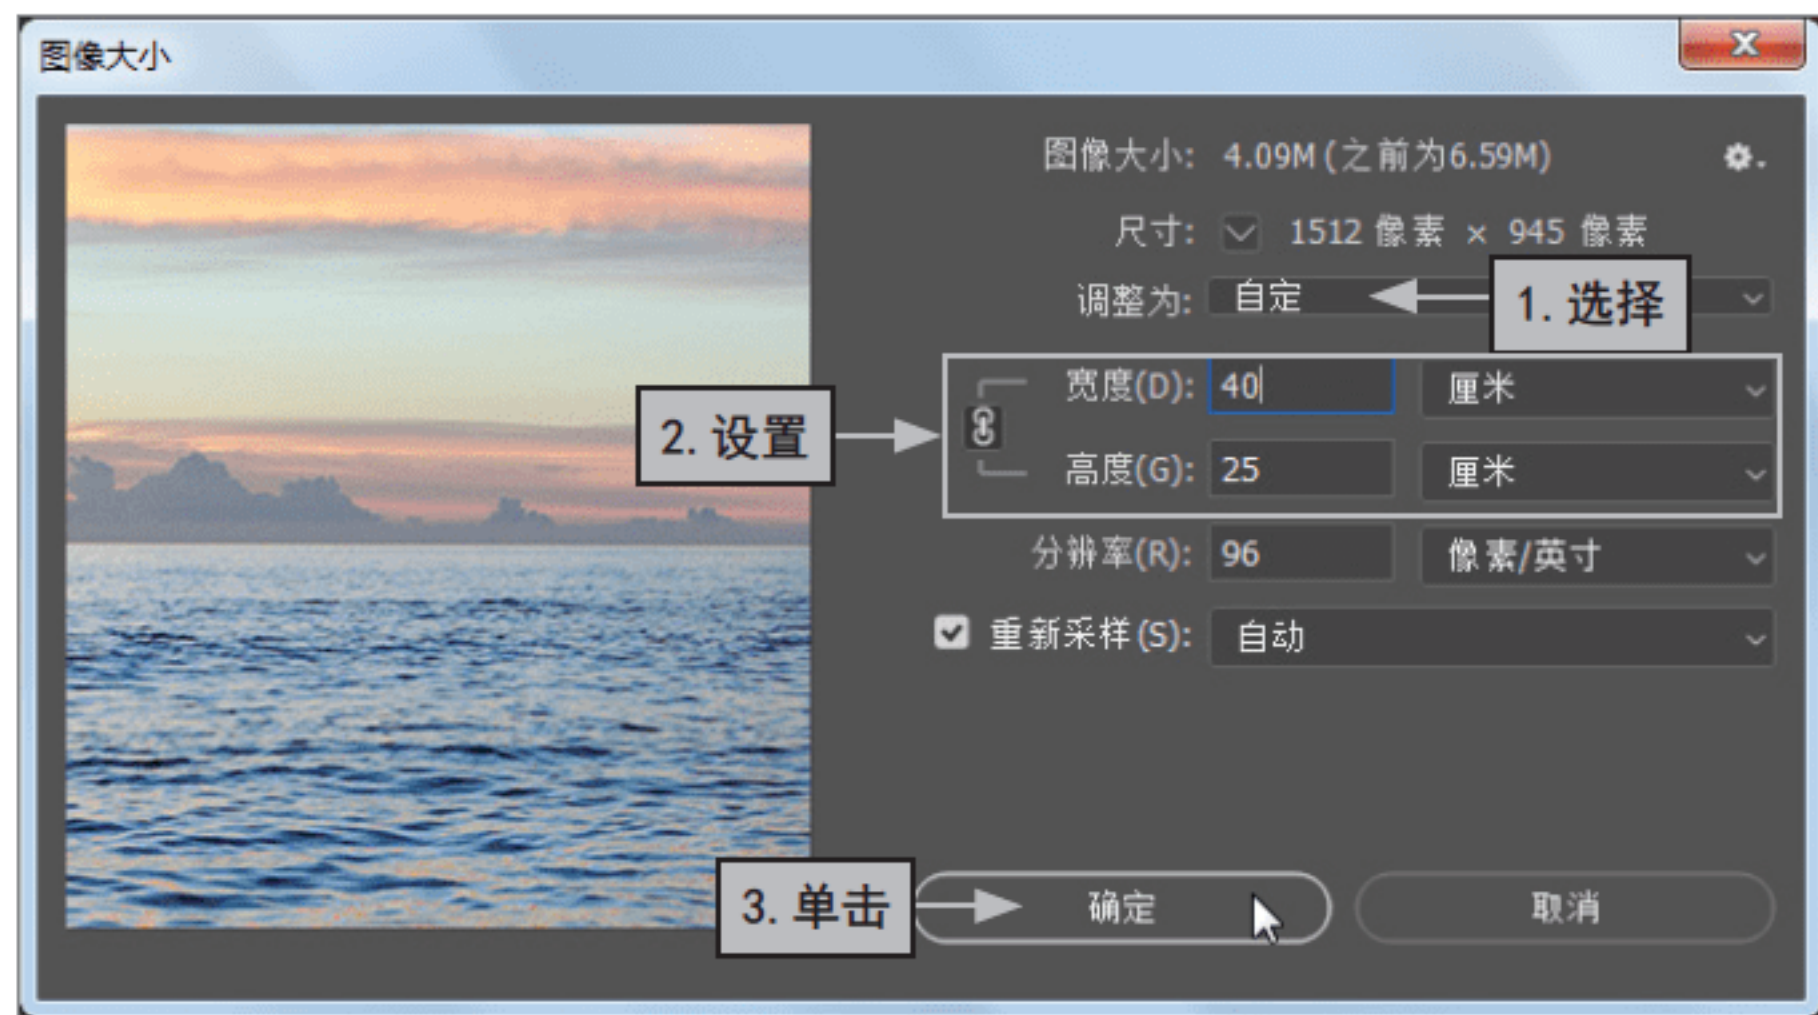 图像大小
图像大小: 4.09M (之前为6.59M)
尺寸: 1512 像素 × 945 像素
调整为: 自定
1. 选择
宽度(D): 40 厘米
2. 设置
高度(G): 25 厘米
分辨率(R): 96 像素/英寸
重新采样(S): 自动
3. 单击
确定 取消